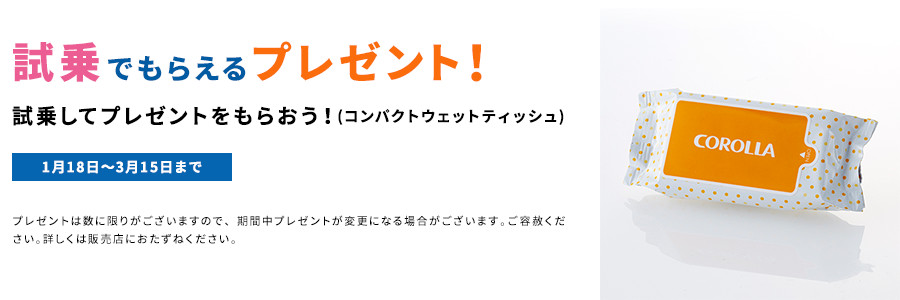 試乗でもらえるプレゼント!
試乗してプレゼントをもらおう!(コンパクトウェットティッシュ)
1月18日〜3月15日まで
プレゼントは数に限りがございますので、期間中プレゼントが変更になる場合がございます。ご容赦くだ
さい。詳しくは販売店におたずねください。
COROLLA